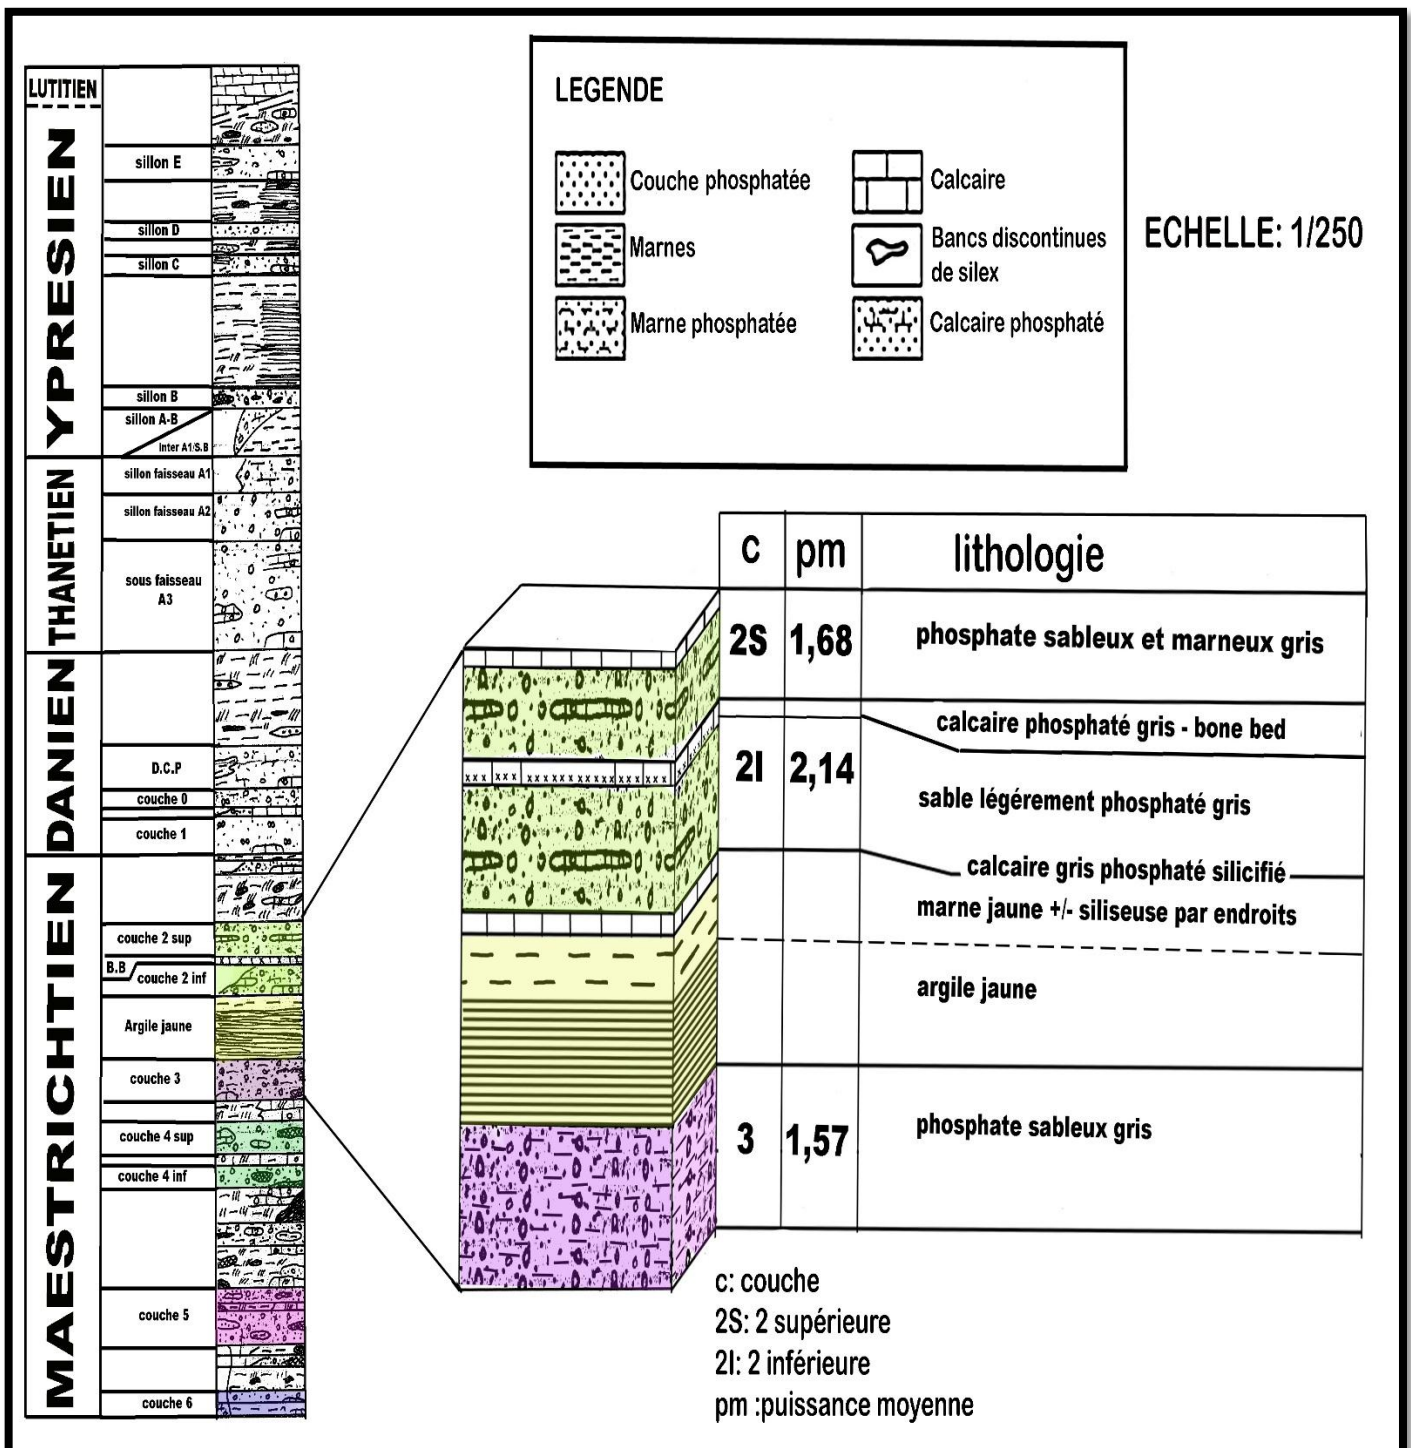 LUTITIEN
YPRESIEN
sillon E
sillon D
sillon C
sillon B
sillon A-B
Inter A1/S.B
THANETIEN
sillon faisseau A1
sillon faisseau A2
sous faisseau
A3
DANIEN
D.C.P
couche 0
couche 1
MAESTRICHTIEN
couche 2 sup
B.B
couche 2 inf
Argile jaune
couche 3
couche 4 sup
couche 4 inf
couche 5
couche 6
LEGENDE
Couche phosphatée
Marnes
Marne phosphatée
Calcaire
Bancs discontinues
de silex
Calcaire phosphaté
ECHELLE: 1/250
c pm lithologie
2S 1,68 phosphate sableux et marneux gris
calcaire phosphaté gris - bone bed
2I 2,14
sable légérement phosphaté gris
calcaire gris phosphaté silicifié
marne jaune +/- siliseuse par endroits
argile jaune
3 1,57 phosphate sableux gris
c: couche
2S: 2 supérieure
2I: 2 inférieure
pm :puissance moyenne